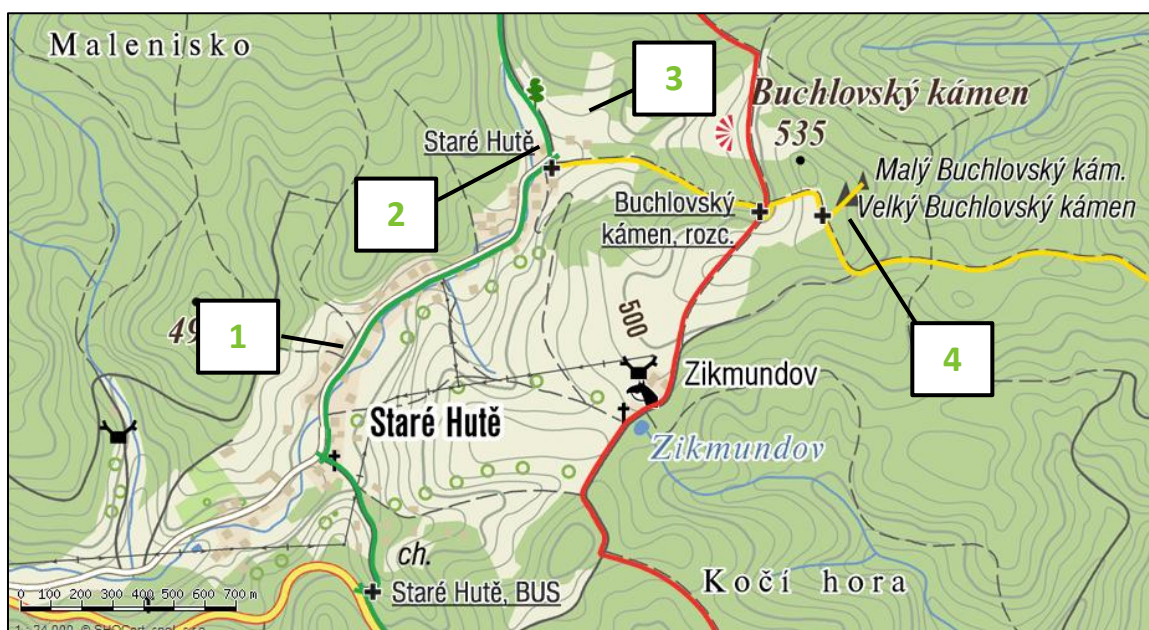 Malenisko
3
Buchlovský kámen
535
Staré Hutě
Malý Buchlovský kám.
2
Buchlovský
Velký Buchlovský kámen
kámen, rozc.
500
49
1
4
Zikmundov
Staré Hutě
Zikmundov
ch.
Kočí hora
Staré Hutě, BUS
0 100 200 300 400 500 600 700 m